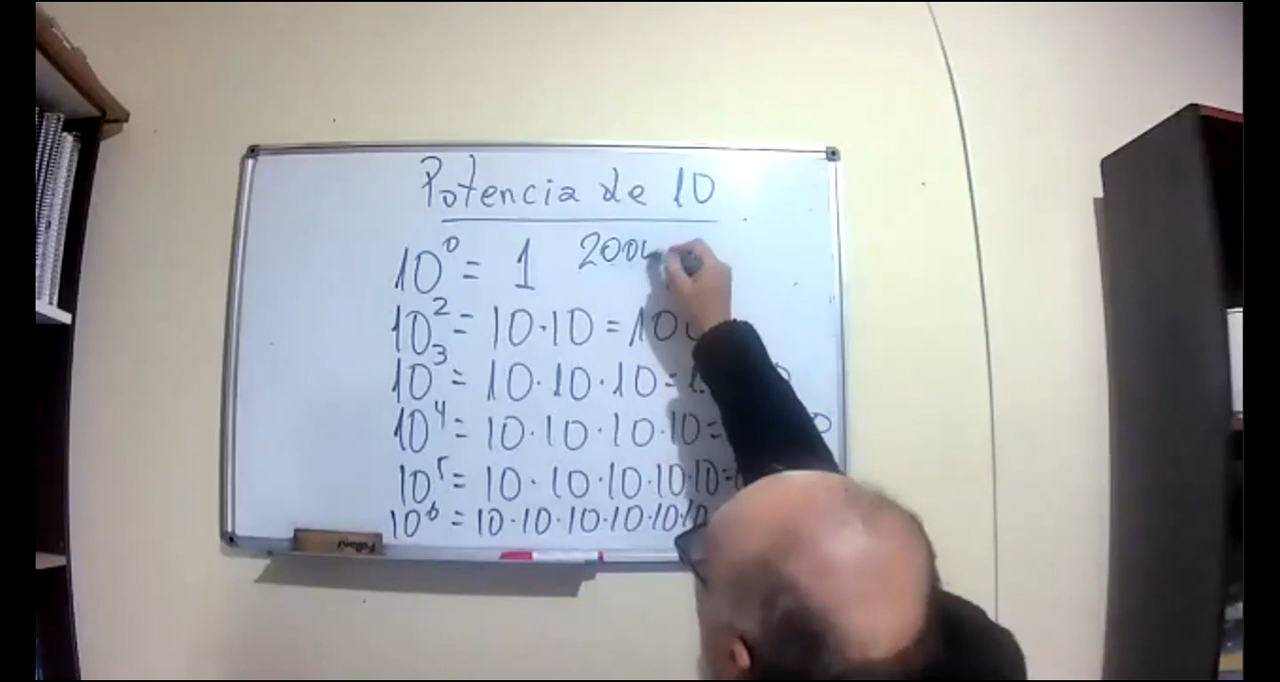 Potencia de 10
10⁰ = 1 200
10² = 10·10 = 10
10³ = 10·10·10 =
10⁴ = 10·10·10·10 =
10⁵ = 10·10·10·10·10 =
10⁶ = 10·10·10·10·10·10